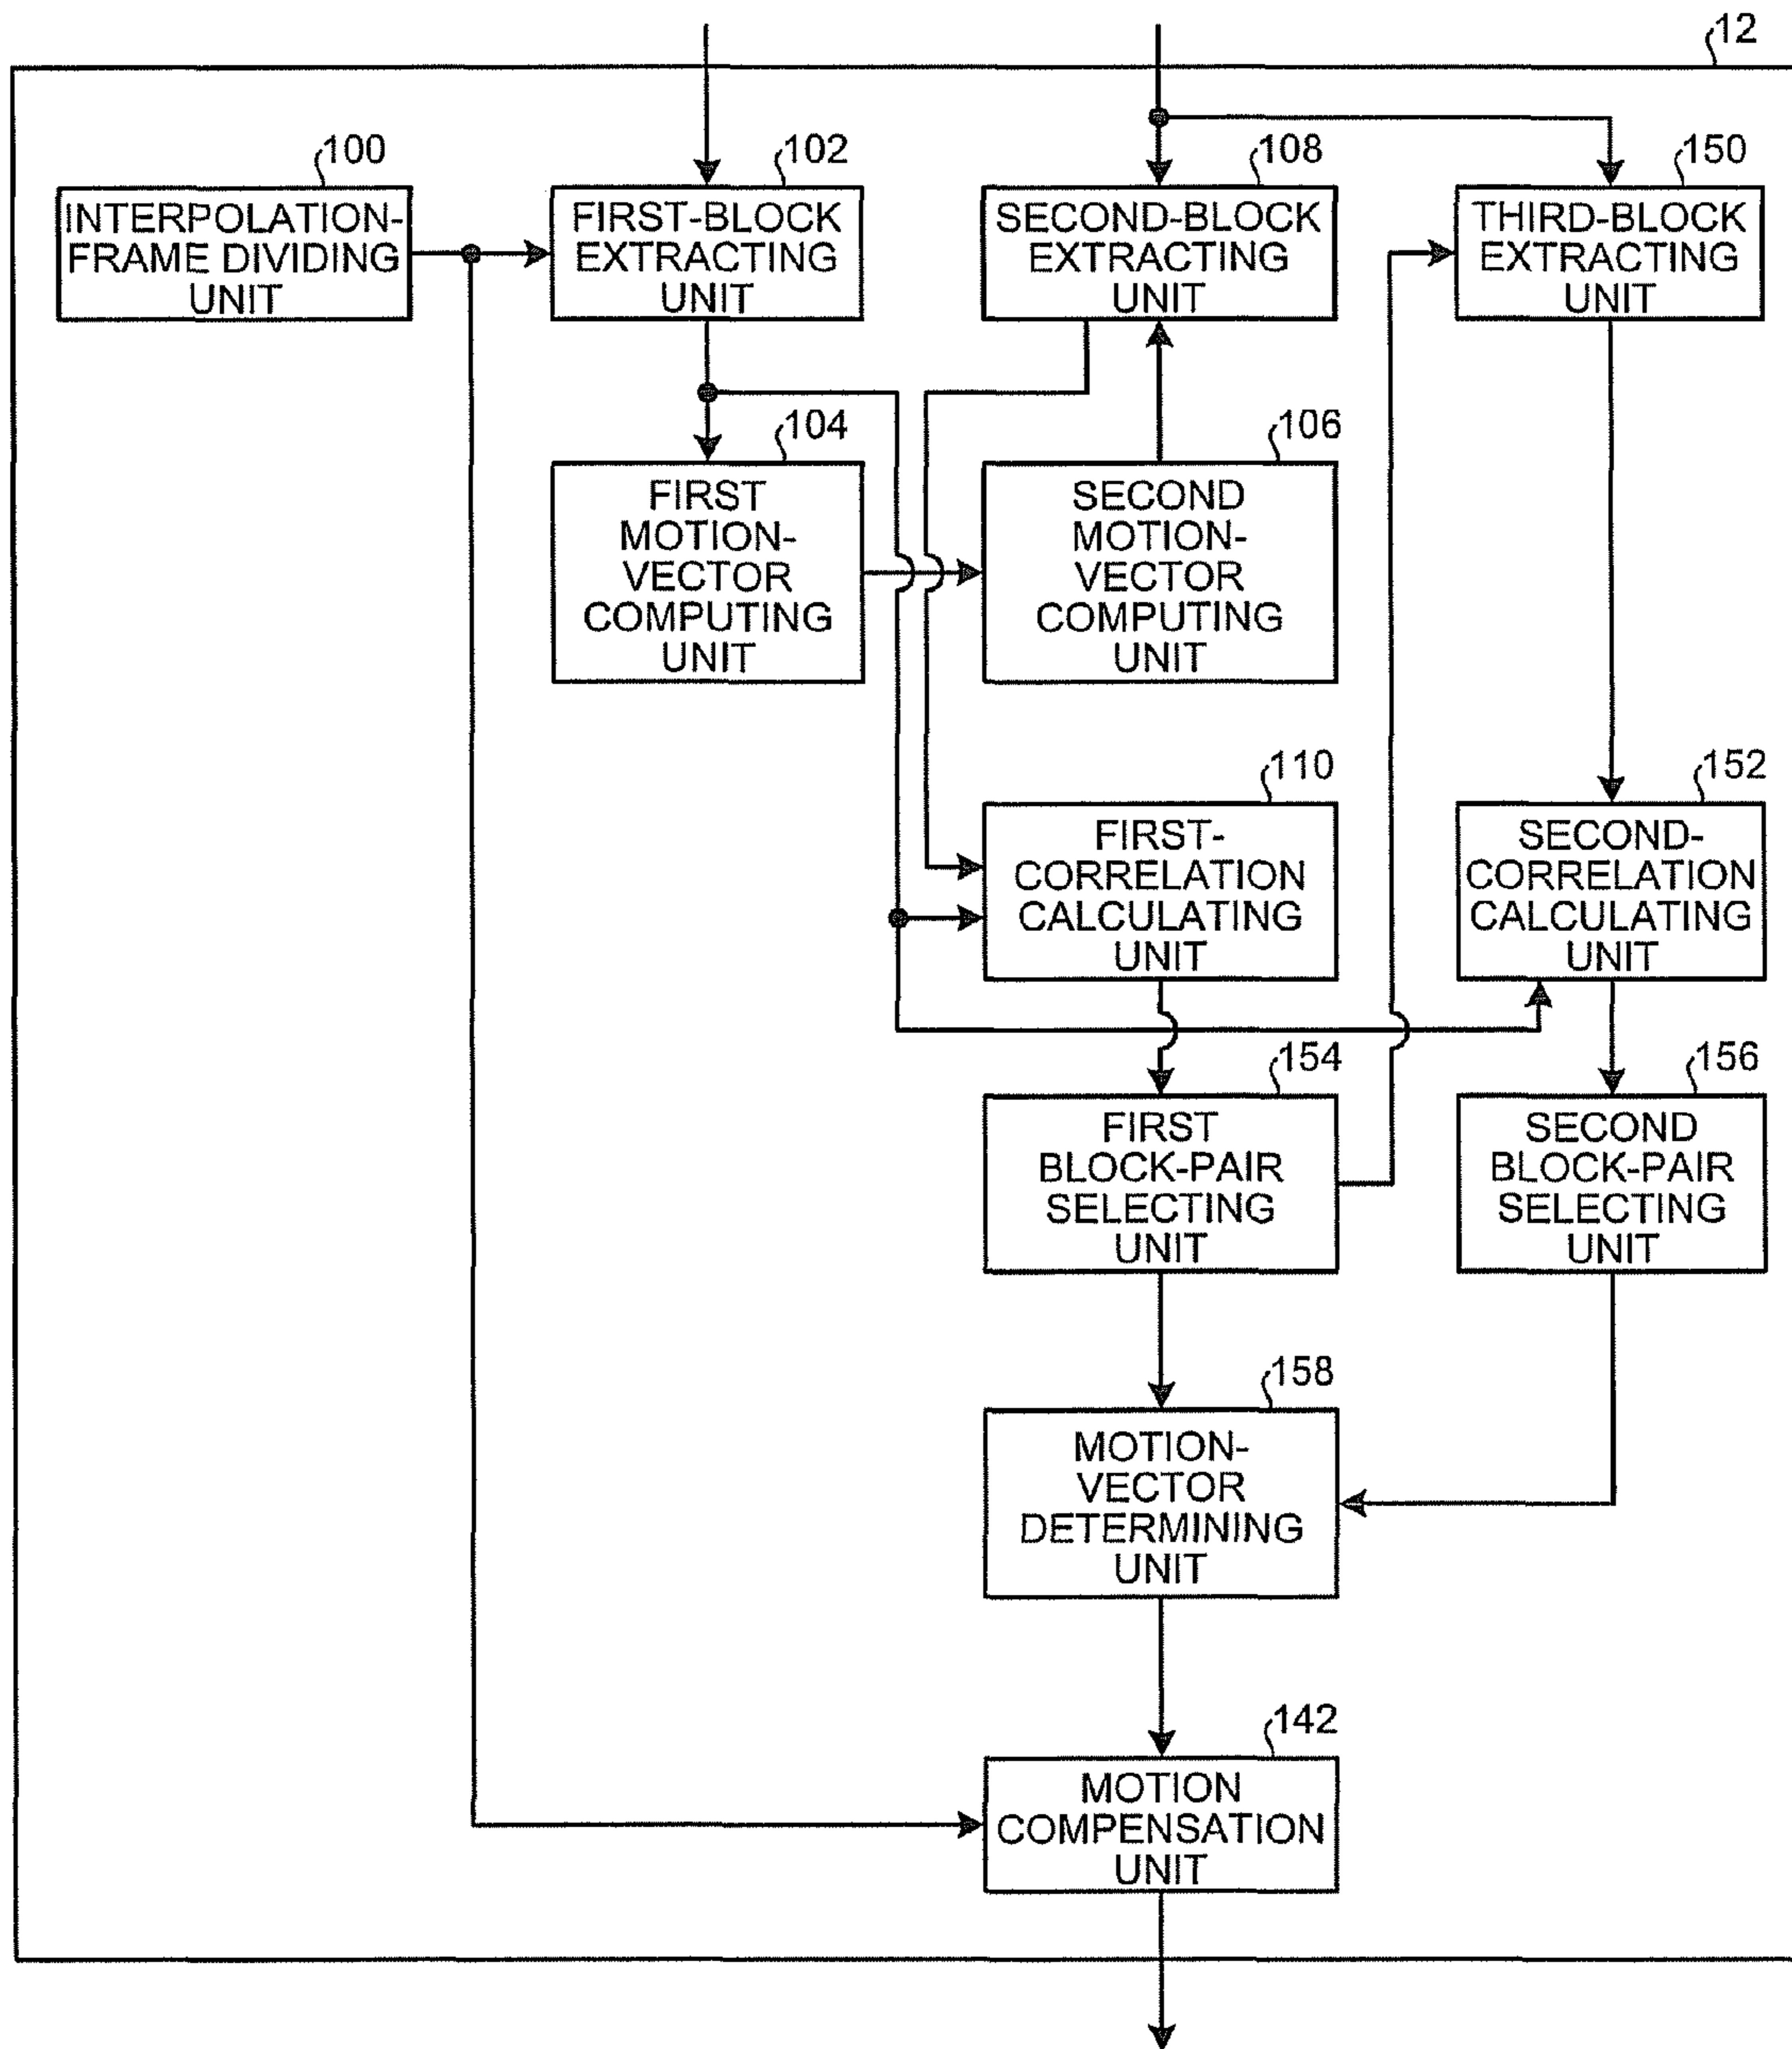 12
100
INTERPOLATION-
FRAME DIVIDING
UNIT
102
FIRST-BLOCK
EXTRACTING
UNIT
108
SECOND-BLOCK
EXTRACTING
UNIT
150
THIRD-BLOCK
EXTRACTING
UNIT
104
FIRST
MOTION-
VECTOR
COMPUTING
UNIT
106
SECOND
MOTION-
VECTOR
COMPUTING
UNIT
110
FIRST-
CORRELATION
CALCULATING
UNIT
152
SECOND-
CORRELATION
CALCULATING
UNIT
154
FIRST
BLOCK-PAIR
SELECTING
UNIT
156
SECOND
BLOCK-PAIR
SELECTING
UNIT
158
MOTION-
VECTOR
DETERMINING
UNIT
142
MOTION
COMPENSATION
UNIT